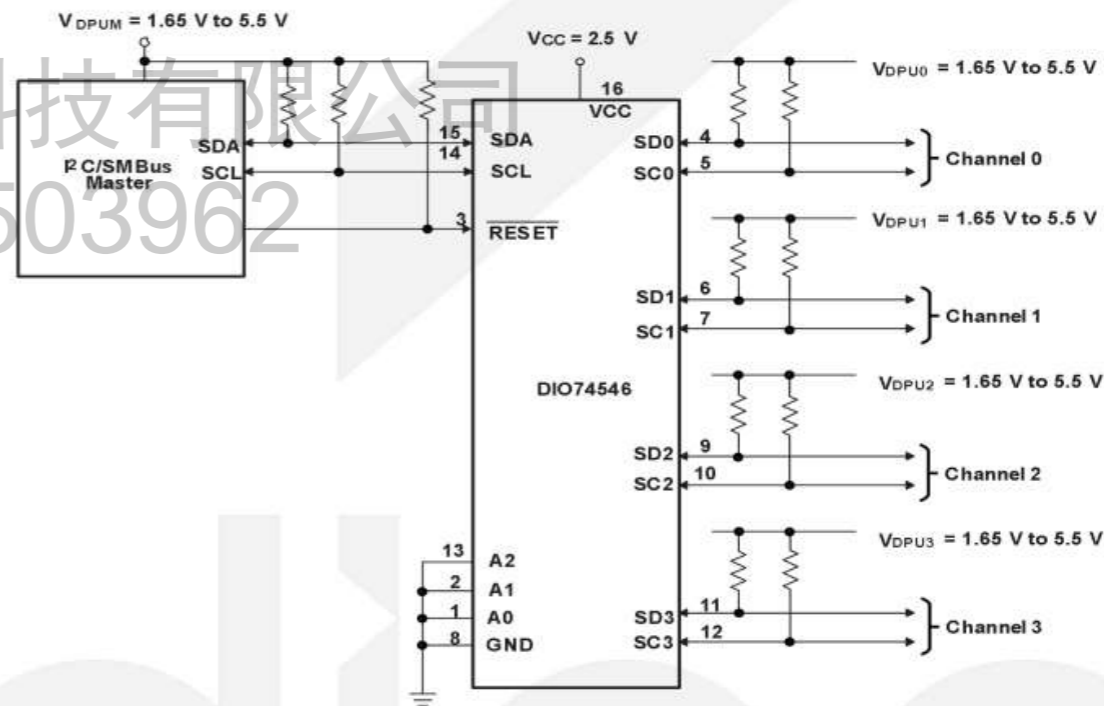 VDPUM = 1.65 V to 5.5 V
VCC = 2.5 V
VDPU0 = 1.65 V to 5.5 V
16
VCC
科技有限公司
503962
I²C/SMBus
Master
SDA
SCL
15
14
3
SDA
SCL
RESET
SD0
SC0
4
5
Channel 0
VDPU1 = 1.65 V to 5.5 V
SD1
SC1
6
7
Channel 1
DIO74546
VDPU2 = 1.65 V to 5.5 V
SD2
SC2
9
10
Channel 2
VDPU3 = 1.65 V to 5.5 V
13
2
1
8
A2
A1
A0
GND
SD3
SC3
11
12
Channel 3